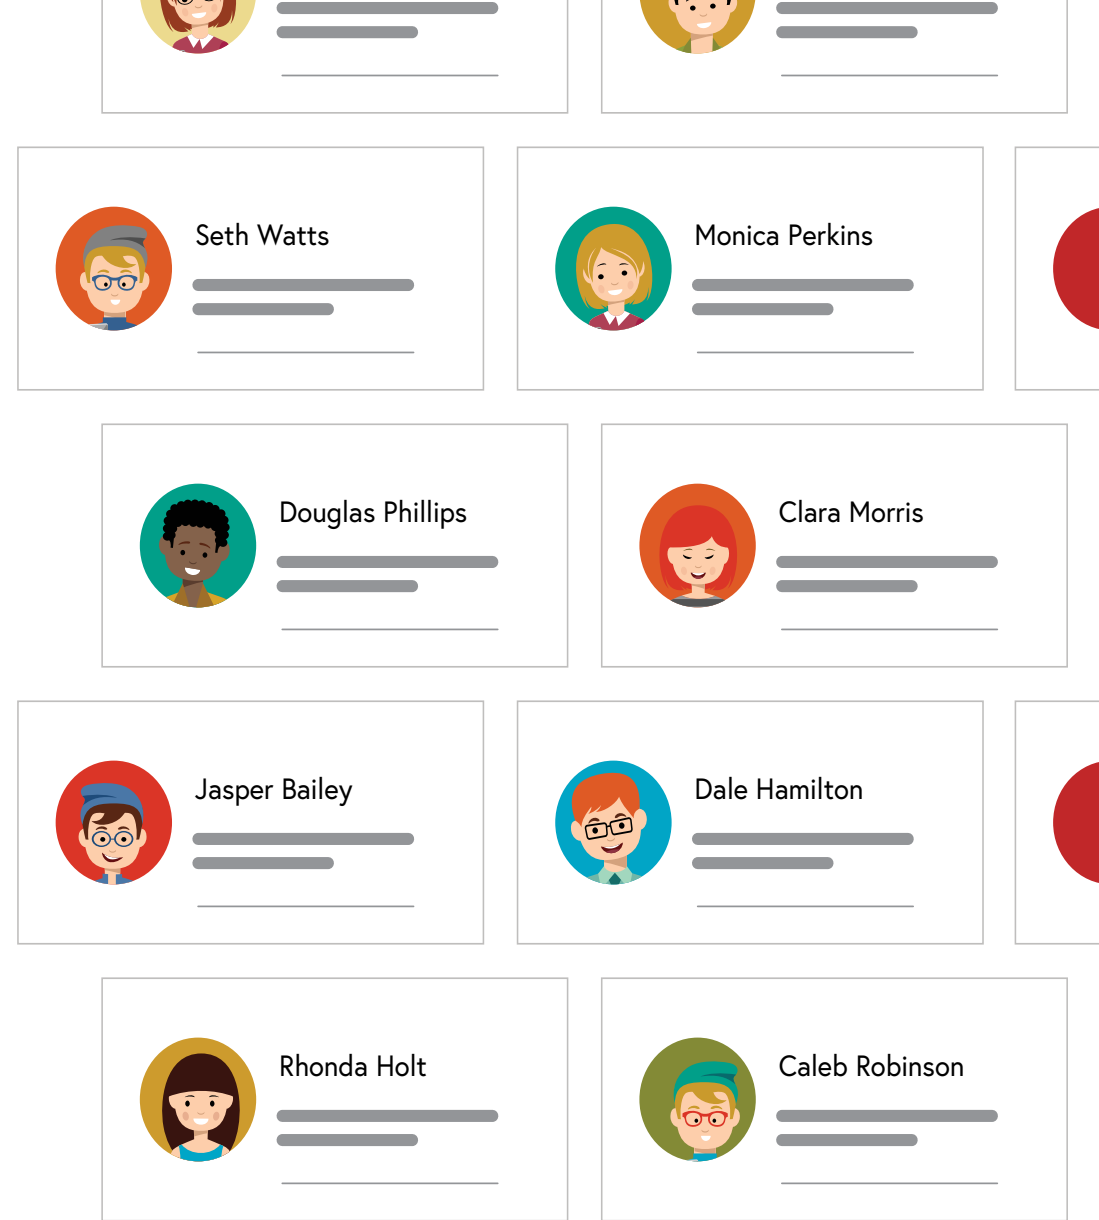 Seth Watts
Monica Perkins
Douglas Phillips
Clara Morris
Jasper Bailey
Dale Hamilton
Rhonda Holt
Caleb Robinson